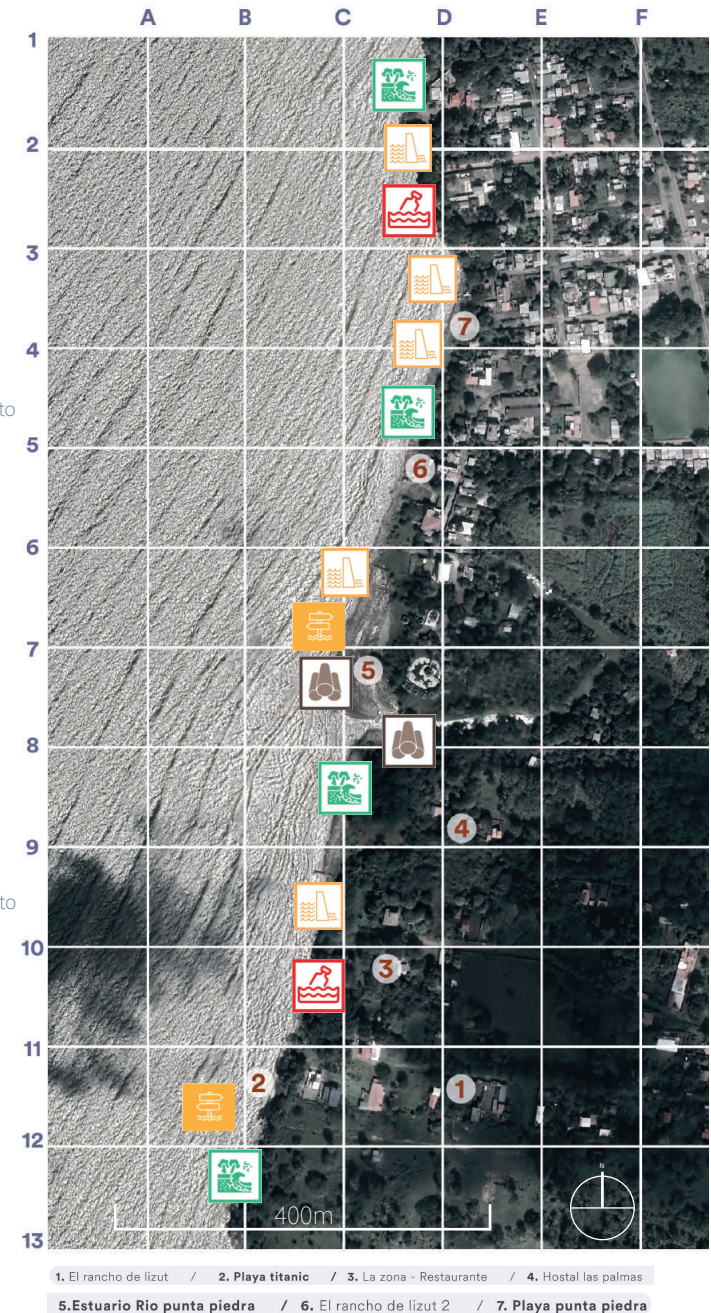 A B C D E F
1
2
3
7
4
to
5
6
6
7
5
8
4
9
to
10
3
11
2
1
12
N
400m
13
1. El rancho de lizut / 2. Playa titanic / 3. La zona - Restaurante / 4. Hostal las palmas
5.Estuario Rio punta piedra / 6. El rancho de lizut 2 / 7. Playa punta piedra